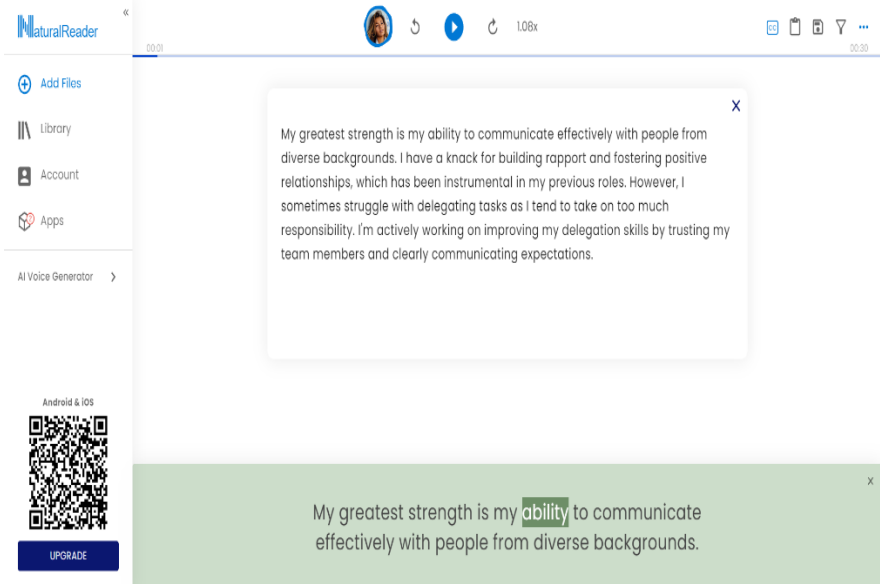 NaturalReader
«
00:01
1.08x
cc
00:30
Add Files
Library
Account
Apps
AI Voice Generator
Android & iOS
UPGRADE
X
My greatest strength is my ability to communicate effectively with people from
diverse backgrounds. I have a knack for building rapport and fostering positive
relationships, which has been instrumental in my previous roles. However, I
sometimes struggle with delegating tasks as I tend to take on too much
responsibility. I'm actively working on improving my delegation skills by trusting my
team members and clearly communicating expectations.
x
My greatest strength is my ability to communicate
effectively with people from diverse backgrounds.